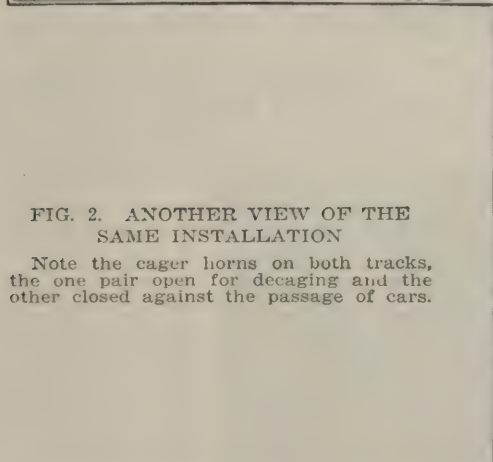 FIG. 2. ANOTHER VIEW OF THE
SAME INSTALLATION
Note the cager horns on both tracks,
the one pair open for decaging and the
other closed against the passage of cars.